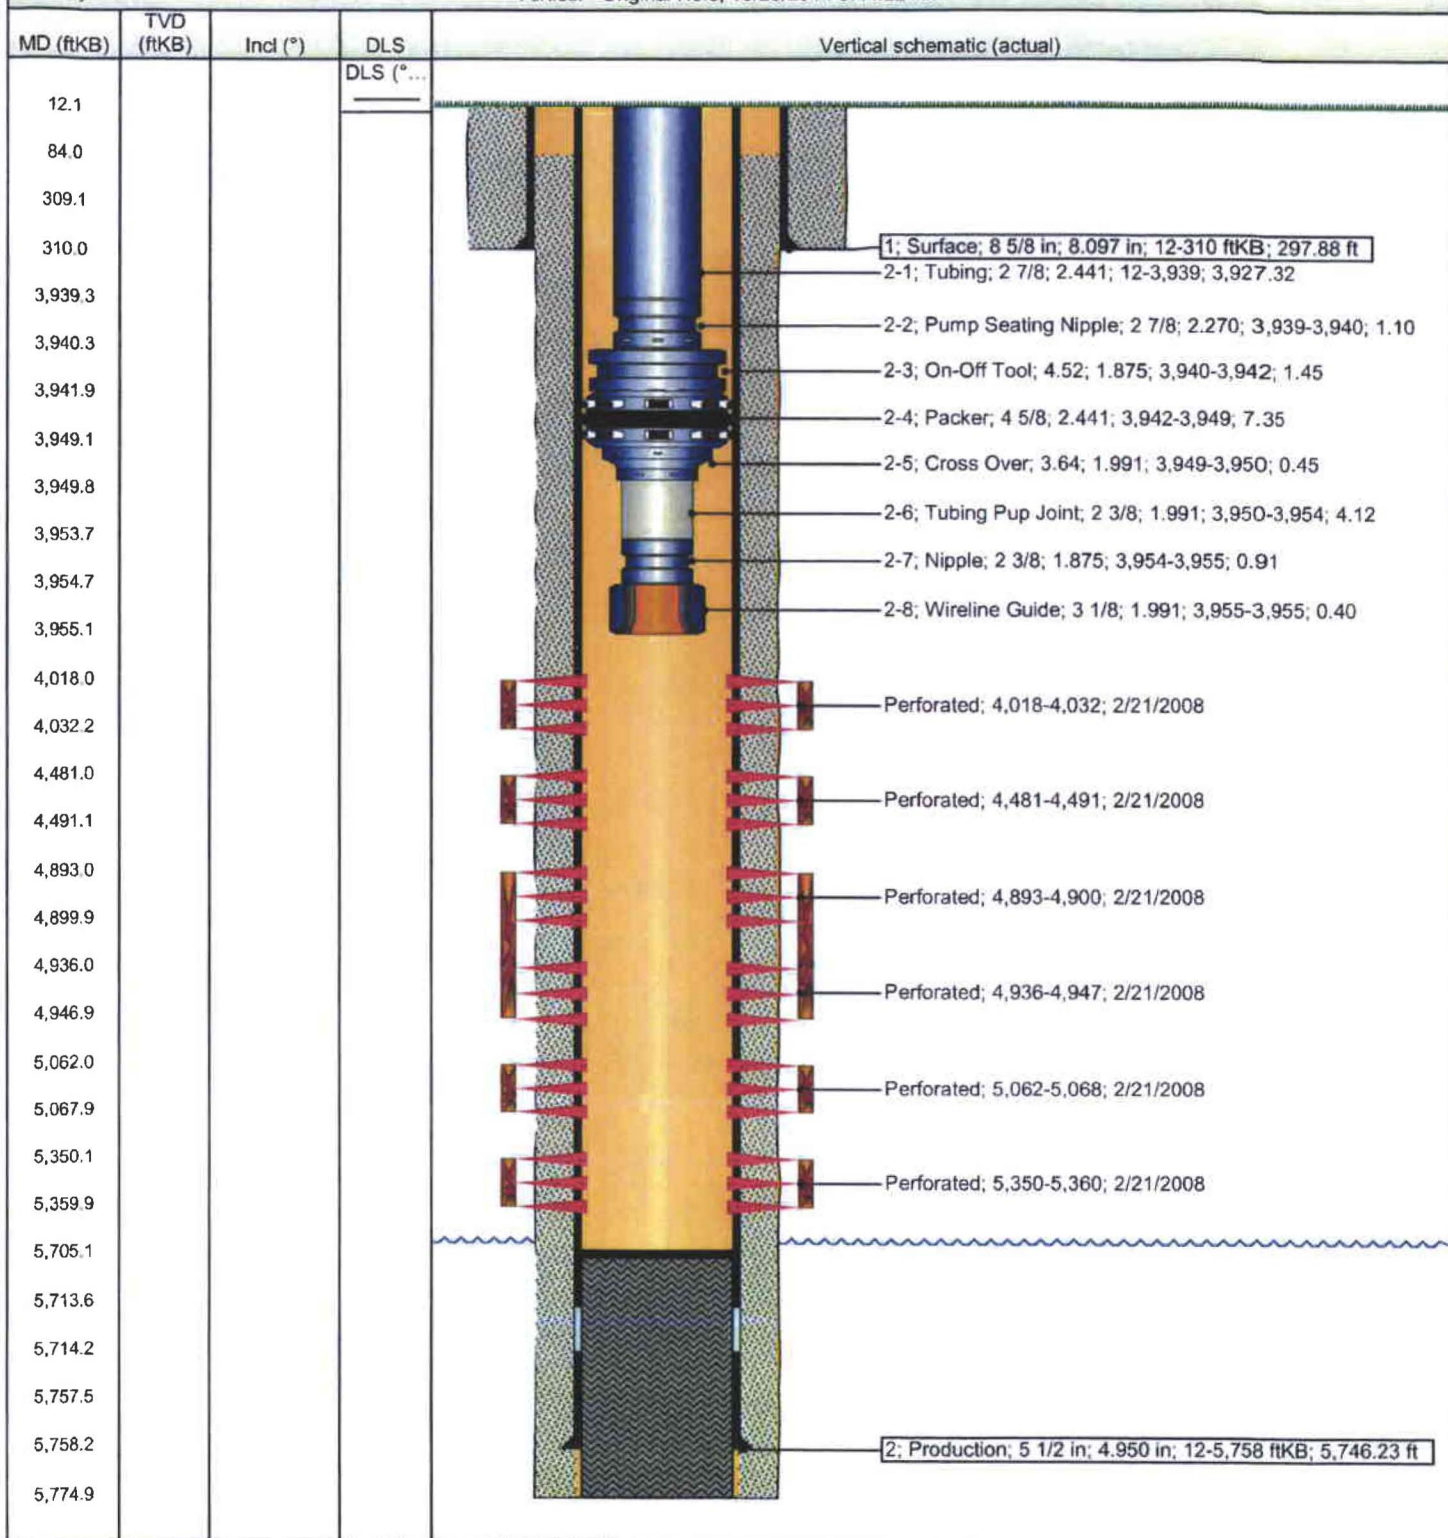 MD (ftKB) TVD (ftKB) Incl (°) DLS Vertical schematic (actual)
DLS (°...
12.1
84.0
309.1
310.0
1; Surface; 8 5/8 in; 8.097 in; 12-310 ftKB; 297.88 ft
2-1; Tubing; 2 7/8; 2.441; 12-3,939; 3,927.32
3,939.3
2-2; Pump Seating Nipple; 2 7/8; 2.270; 3,939-3,940; 1.10
3,940.3
2-3; On-Off Tool; 4.52; 1.875; 3,940-3,942; 1.45
3,941.9
2-4; Packer; 4 5/8; 2.441; 3,942-3,949; 7.35
3,949.1
2-5; Cross Over; 3.64; 1.991; 3,949-3,950; 0.45
3,949.8
2-6; Tubing Pup Joint; 2 3/8; 1.991; 3,950-3,954; 4.12
3,953.7
2-7; Nipple; 2 3/8; 1.875; 3,954-3,955; 0.91
3,954.7
2-8; Wireline Guide; 3 1/8; 1.991; 3,955-3,955; 0.40
3,955.1
4,018.0
Perforated; 4,018-4,032; 2/21/2008
4,032.2
4,481.0
Perforated; 4,481-4,491; 2/21/2008
4,491.1
4,893.0
Perforated; 4,893-4,900; 2/21/2008
4,899.9
4,936.0
Perforated; 4,936-4,947; 2/21/2008
4,946.9
5,062.0
Perforated; 5,062-5,068; 2/21/2008
5,067.9
5,350.1
Perforated; 5,350-5,360; 2/21/2008
5,359.9
5,705.1
5,713.6
5,714.2
5,757.5
5,758.2
2; Production; 5 1/2 in; 4.950 in; 12-5,758 ftKB; 5,746.23 ft
5,774.9